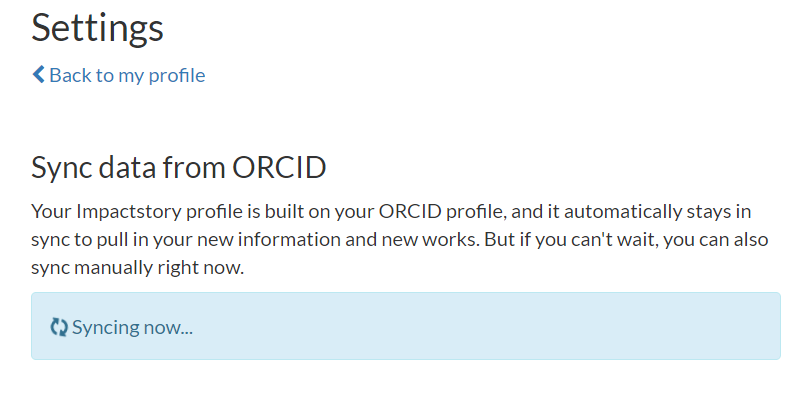 Settings
Back to my profile
Sync data from ORCID
Your Impactstory profile is built on your ORCID profile, and it automatically stays in
sync to pull in your new information and new works. But if you can't wait, you can also
sync manually right now.
Syncing now...